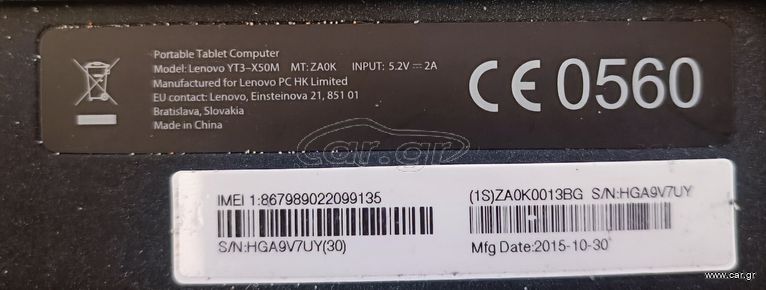 Portable Tablet Computer
Model: Lenovo YT3-X50M MT: ZA0K INPUT: 5.2V⎓2A
Manufactured for Lenovo PC HK Limited
EU contact: Lenovo, Einsteinova 21, 851 01
Bratislava, Slovakia
Made in China
CE 0560
car.gr
IMEI 1:867989022099135
S/N:HGA9V7UY(30)
(1S)ZA0K0013BG S/N:HGA9V7UY
Mfg Date:2015-10-30
www.car.gr